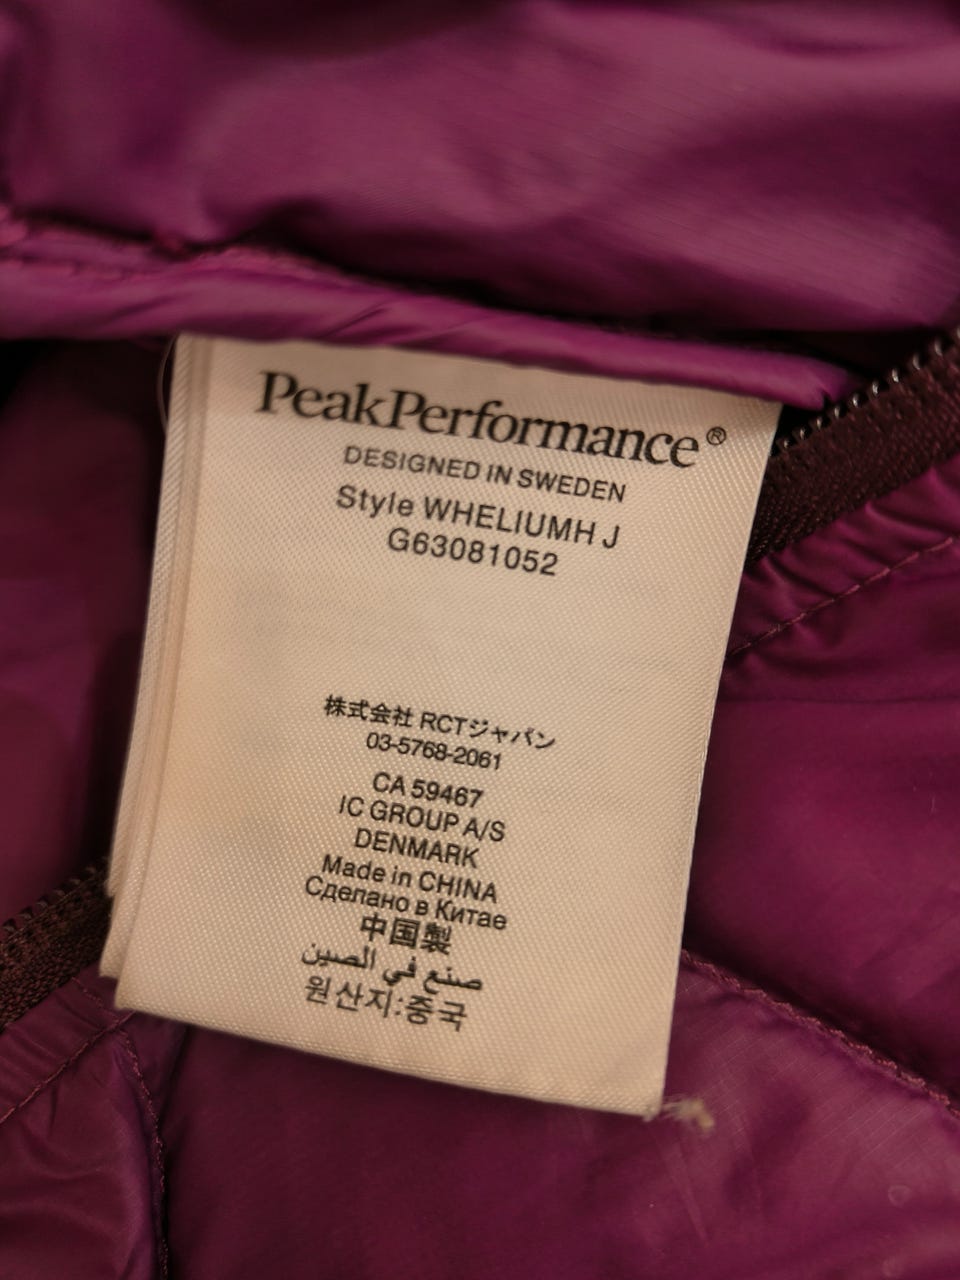 PeakPerformance®
DESIGNED IN SWEDEN
Style WHELIUMH J
G63081052
株式会社 RCTジャパン
03-5768-2061
CA 59467
IC GROUP A/S
DENMARK
Made in CHINA
Сделано в Китае
中国製
صنع في الصين
원산지:중국